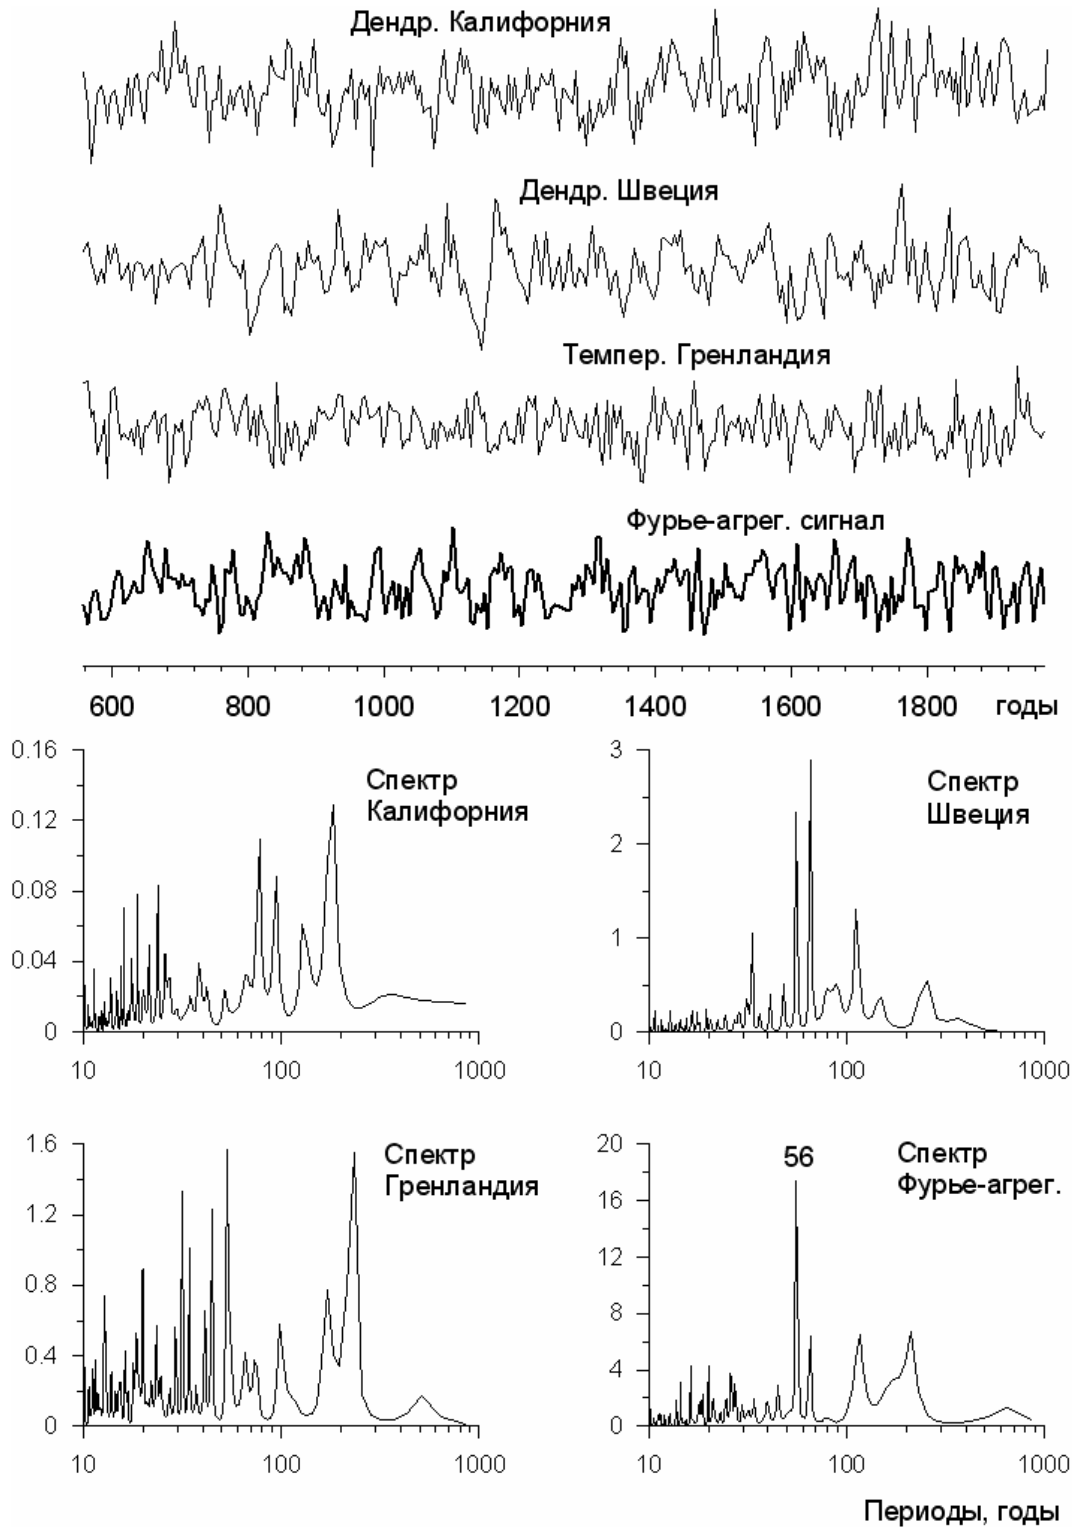 Дендр. Калифорния
Дендр. Швеция
Темпер. Гренландия
Фурье-агрег. сигнал
600 800 1000 1200 1400 1600 1800 годы
0.16
0.12
0.08
0.04
0
10 100 1000
Спектр
Калифорния
3
2
1
0
10 100 1000
Спектр
Швеция
1.6
1.2
0.8
0.4
0
10 100 1000
Спектр
Гренландия
20
16
12
8
4
0
10 100 1000
56
Спектр
Фурье-агрег.
Периоды, годы